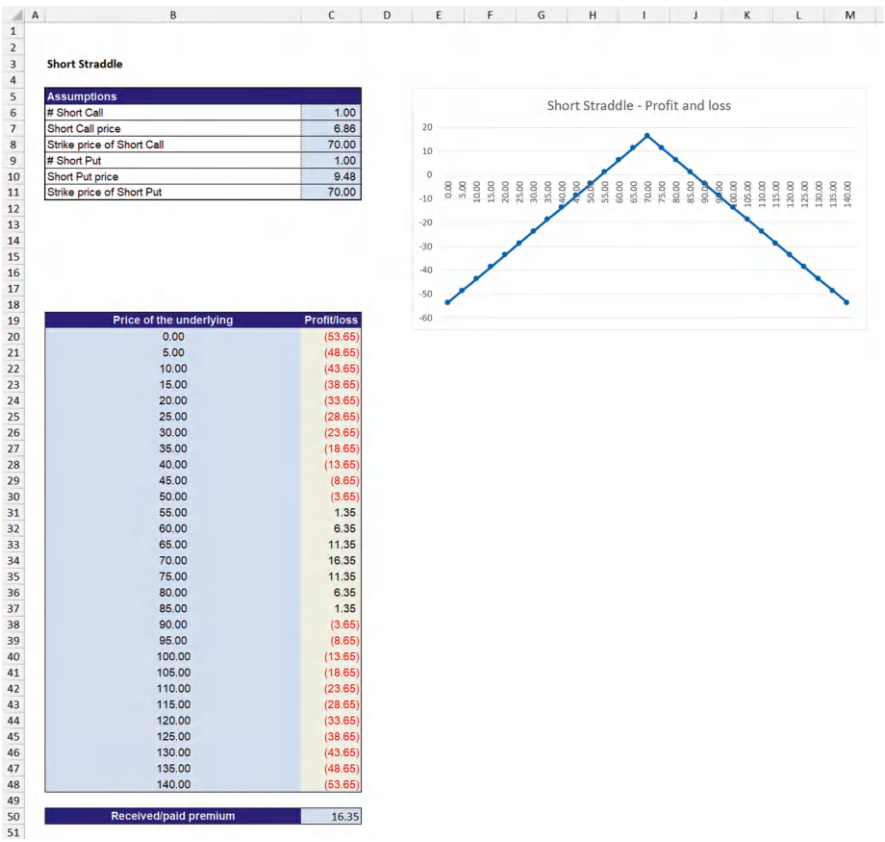 A B C D E F G H I J K L M
1
2
3 Short Straddle
4
5 Assumptions
6 # Short Call 1.00
7 Short Call price 6.86
8 Strike price of Short Call 70.00
9 # Short Put 1.00
10 Short Put price 9.48
11 Strike price of Short Put 70.00
12
13
14
15
16
17
18
19 Price of the underlying Profit/loss
20 0.00 (53.65)
21 5.00 (48.65)
22 10.00 (43.65)
23 15.00 (38.65)
24 20.00 (33.65)
25 25.00 (28.65)
26 30.00 (23.65)
27 35.00 (18.65)
28 40.00 (13.65)
29 45.00 (8.65)
30 50.00 (3.65)
31 55.00 1.35
32 60.00 6.35
33 65.00 11.35
34 70.00 16.35
35 75.00 11.35
36 80.00 6.35
37 85.00 1.35
38 90.00 (3.65)
39 95.00 (8.65)
40 100.00 (13.65)
41 105.00 (18.65)
42 110.00 (23.65)
43 115.00 (28.65)
44 120.00 (33.65)
45 125.00 (38.65)
46 130.00 (43.65)
47 135.00 (48.65)
48 140.00 (53.65)
49
50 Received/paid premium 16.35
51
Short Straddle - Profit and loss
20
10
0
-10
-20
-30
-40
-50
-60
0.00 5.00 10.00 15.00 20.00 25.00 30.00 35.00 40.00 45.00 50.00 55.00 60.00 65.00 70.00 75.00 80.00 85.00 90.00 95.00 100.00 105.00 110.00 115.00 120.00 125.00 130.00 135.00 140.00